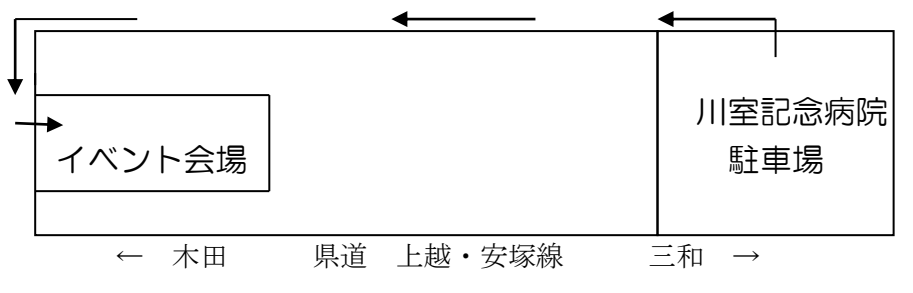 川室記念病院
駐車場
イベント会場
← 木田　　　県道　上越・安塚線　　　三和　→